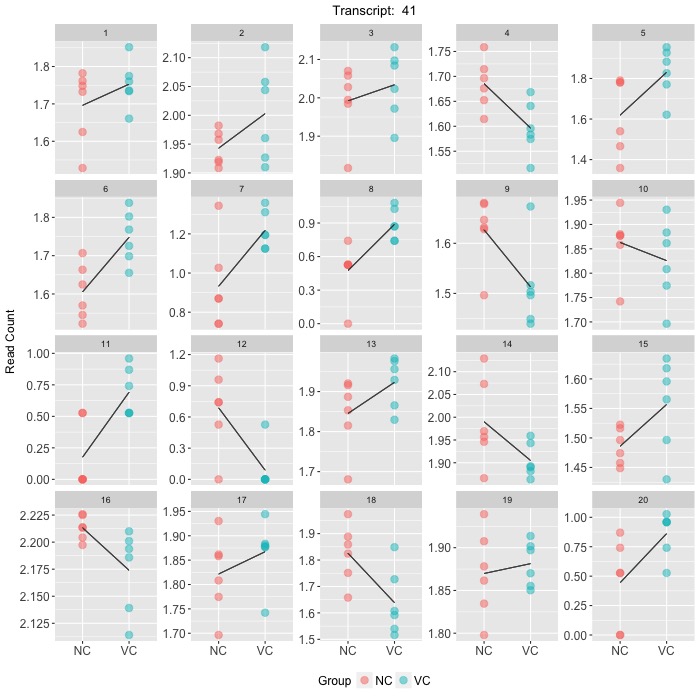 Transcript: 41
1 2 3 4 5
1.8 1.7 1.6
2.10 2.05 2.00 1.95 1.90
2.1 2.0 1.9
1.75 1.70 1.65 1.60 1.55
1.8 1.6 1.4
6 7 8 9 10
1.8 1.7 1.6
1.2 1.0 0.8
0.9 0.6 0.3 0.0
1.6 1.5
1.95 1.90 1.85 1.80 1.75 1.70
Read Count
11 12 13 14 15
1.00 0.75 0.50 0.25 0.00
1.2 0.9 0.6 0.3 0.0
1.9 1.8 1.7
2.10 2.05 2.00 1.95 1.90
1.60 1.55 1.50 1.45
16 17 18 19 20
2.225 2.200 2.175 2.150 2.125
1.95 1.90 1.85 1.80 1.75 1.70
1.9 1.8 1.7 1.6 1.5
1.90 1.85 1.80
1.00 0.75 0.50 0.25 0.00
NC VC NC VC NC VC NC VC NC VC
Group NC VC